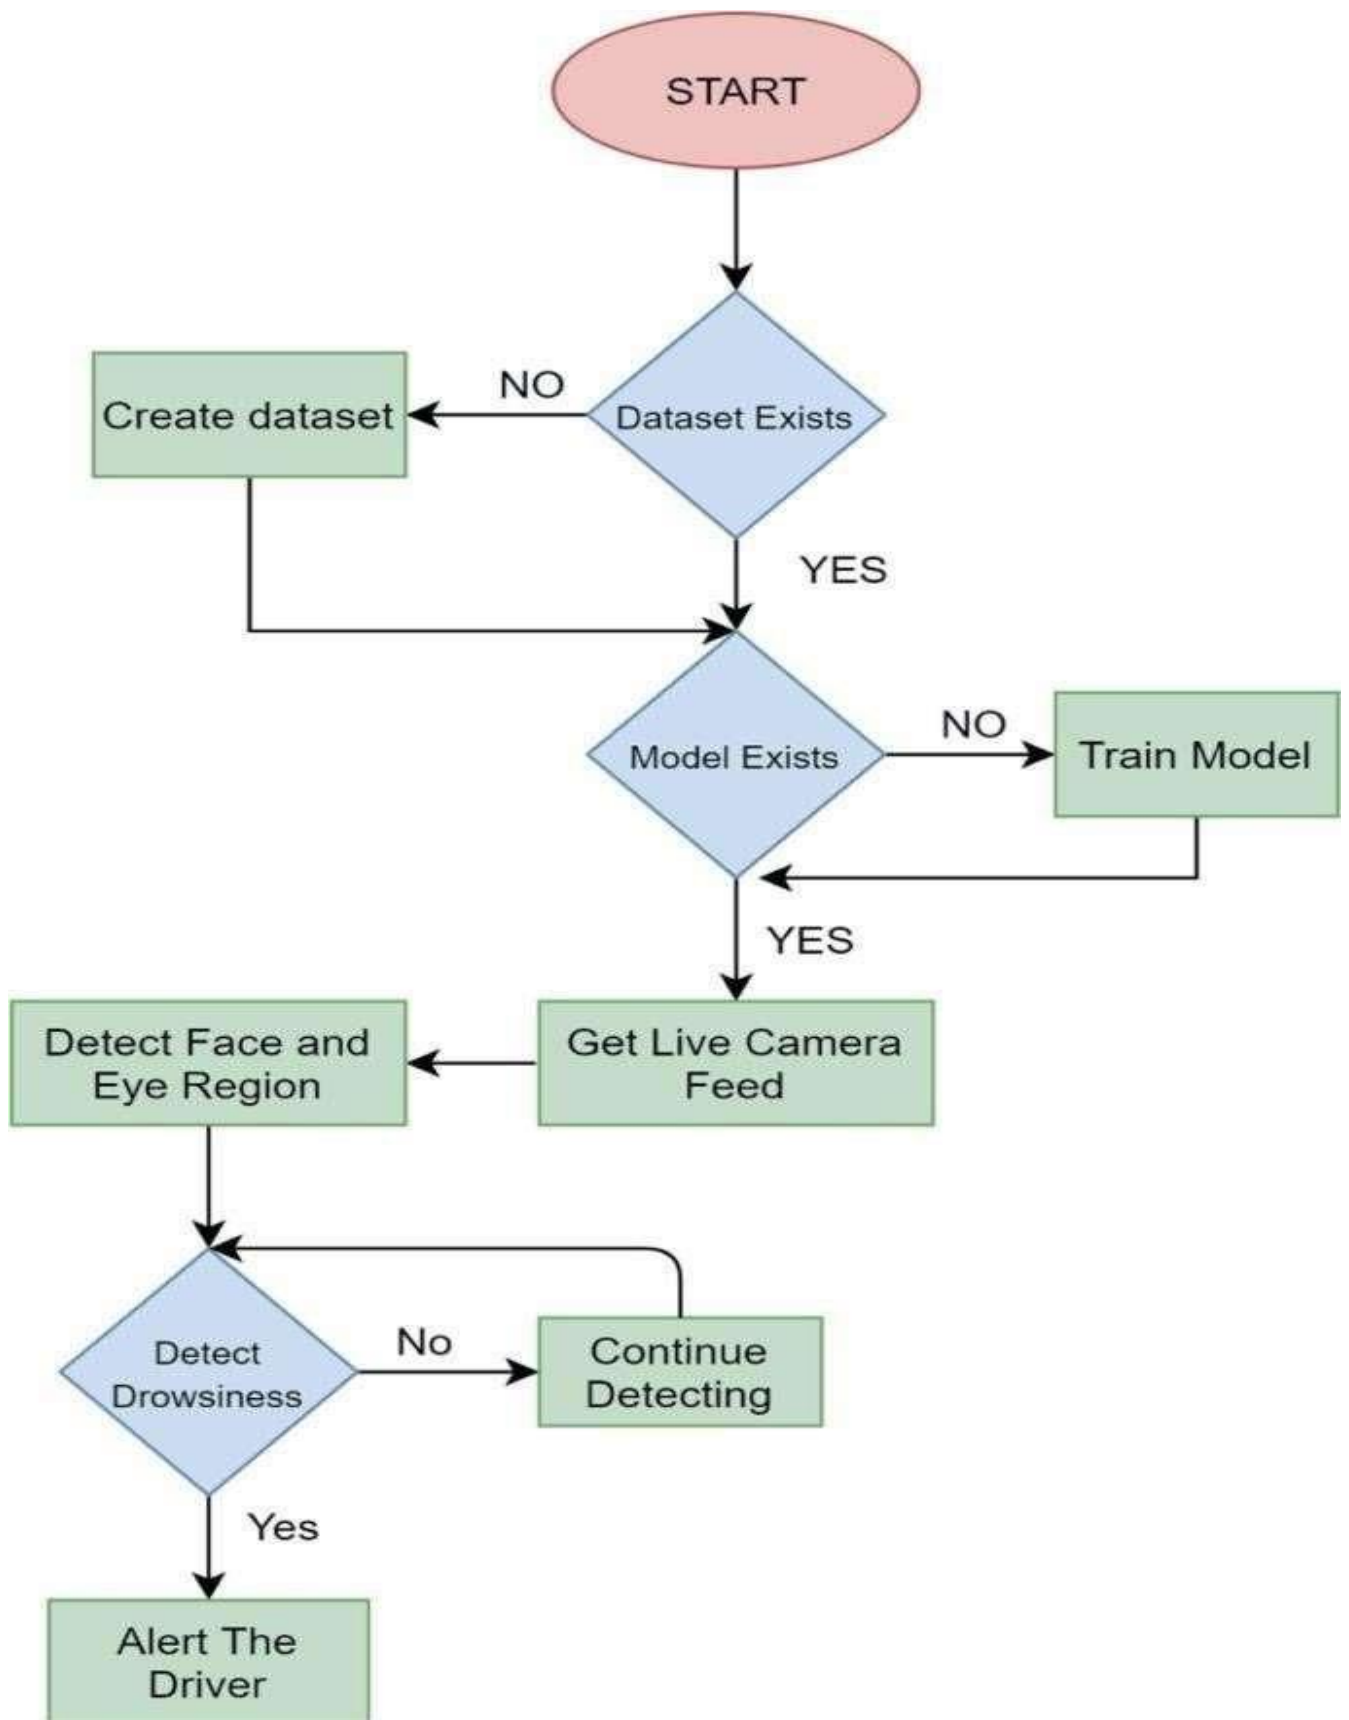 START
NO
Create dataset
Dataset Exists
YES
NO
Model Exists
Train Model
YES
Detect Face and
Eye Region
Get Live Camera
Feed
No
Detect
Drowsiness
Continue
Detecting
Yes
Alert The
Driver